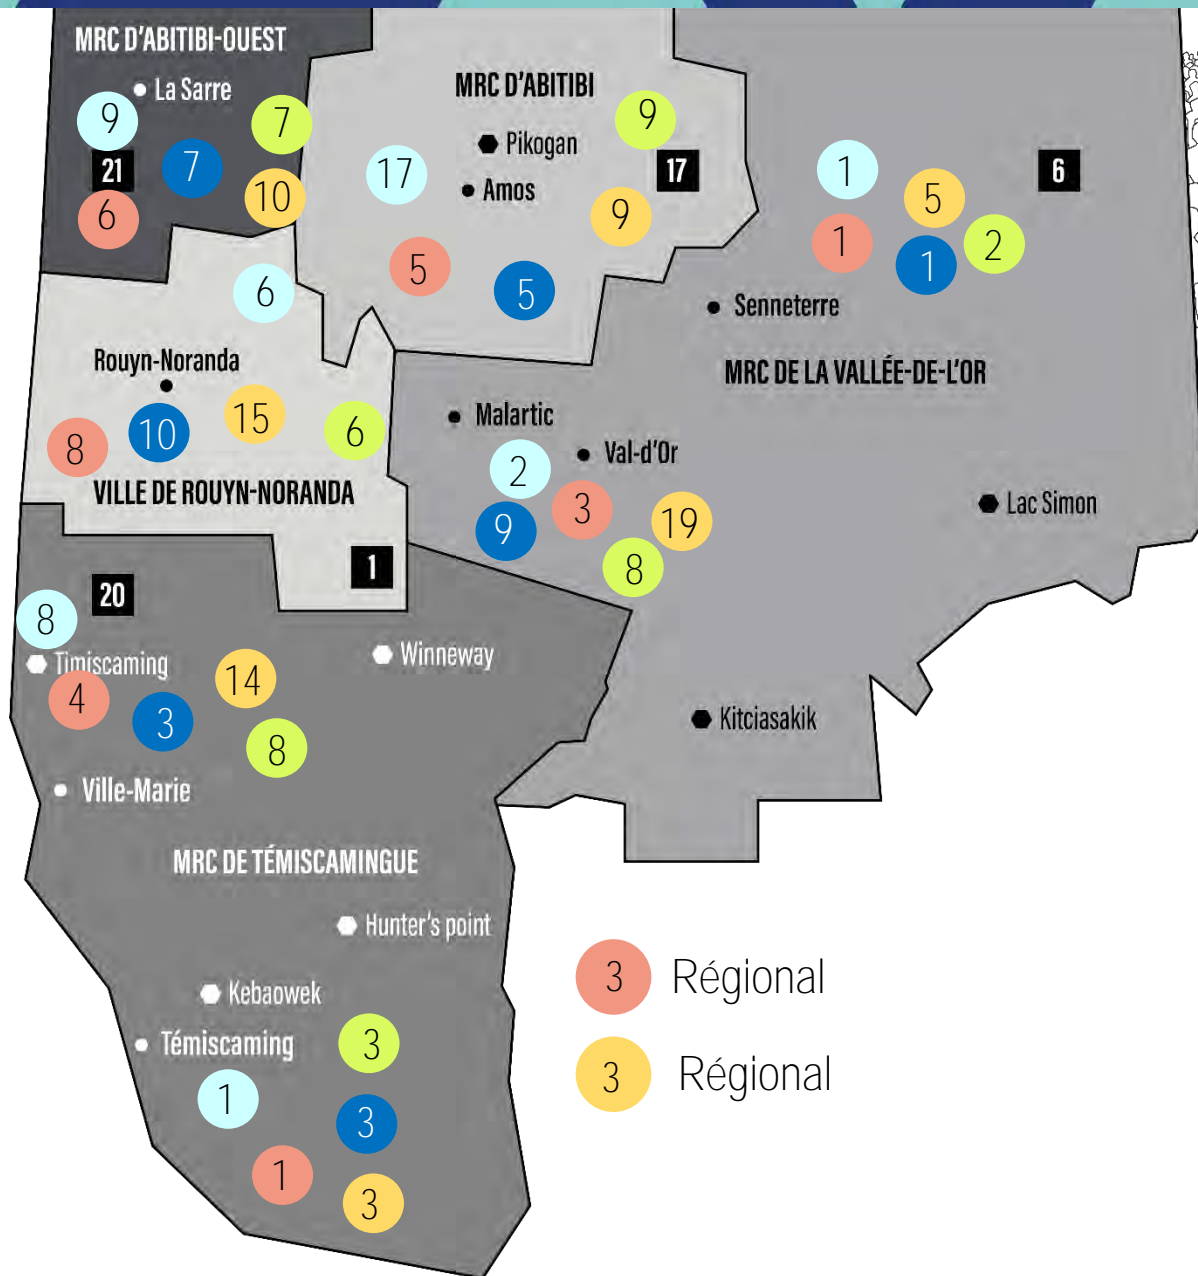 MRC D'ABITIBI-OUEST
La Sarre
9
7
21
7
10
6
MRC D'ABITIBI
9
Pikogan
17
17
Amos
9
5
5
1
6
5
1
1
2
Senneterre
MRC DE LA VALLÉE-DE-L'OR
6
Rouyn-Noranda
15
10
6
8
VILLE DE ROUYN-NORANDA
1
Malartic
Val-d'Or
2
3
19
9
8
Lac Simon
Kitciasakik
20
8
Timiscaming
Winneway
14
4
3
8
Ville-Marie
MRC DE TÉMISCAMINGUE
Hunter's point
Kebaowek
Témiscaming
3
1
3
1
3
3 Régional
3 Régional